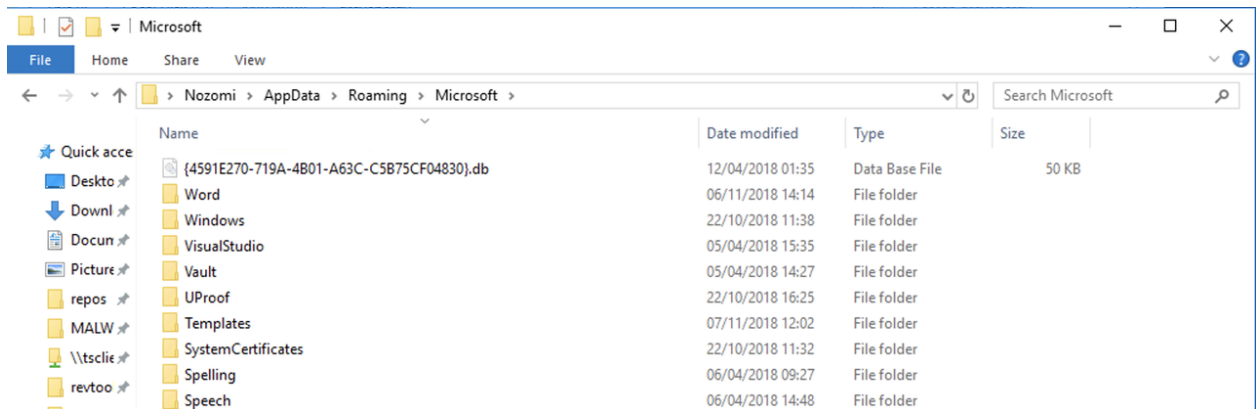 Microsoft
File Home Share View
Nozomi > AppData > Roaming > Microsoft >
Search Microsoft
Name Date modified Type Size
Quick acce
Deskto
Downl
Docun
Picture
repos
MALW
\\tsclie
revtoo
{4591E270-719A-4B01-A63C-C5B75CF04830}.db 12/04/2018 01:35 Data Base File 50 KB
Word 06/11/2018 14:14 File folder
Windows 22/10/2018 11:38 File folder
VisualStudio 05/04/2018 15:35 File folder
Vault 05/04/2018 14:27 File folder
UProof 22/10/2018 16:25 File folder
Templates 07/11/2018 12:02 File folder
SystemCertificates 22/10/2018 11:32 File folder
Spelling 06/04/2018 09:27 File folder
Speech 06/04/2018 14:48 File folder